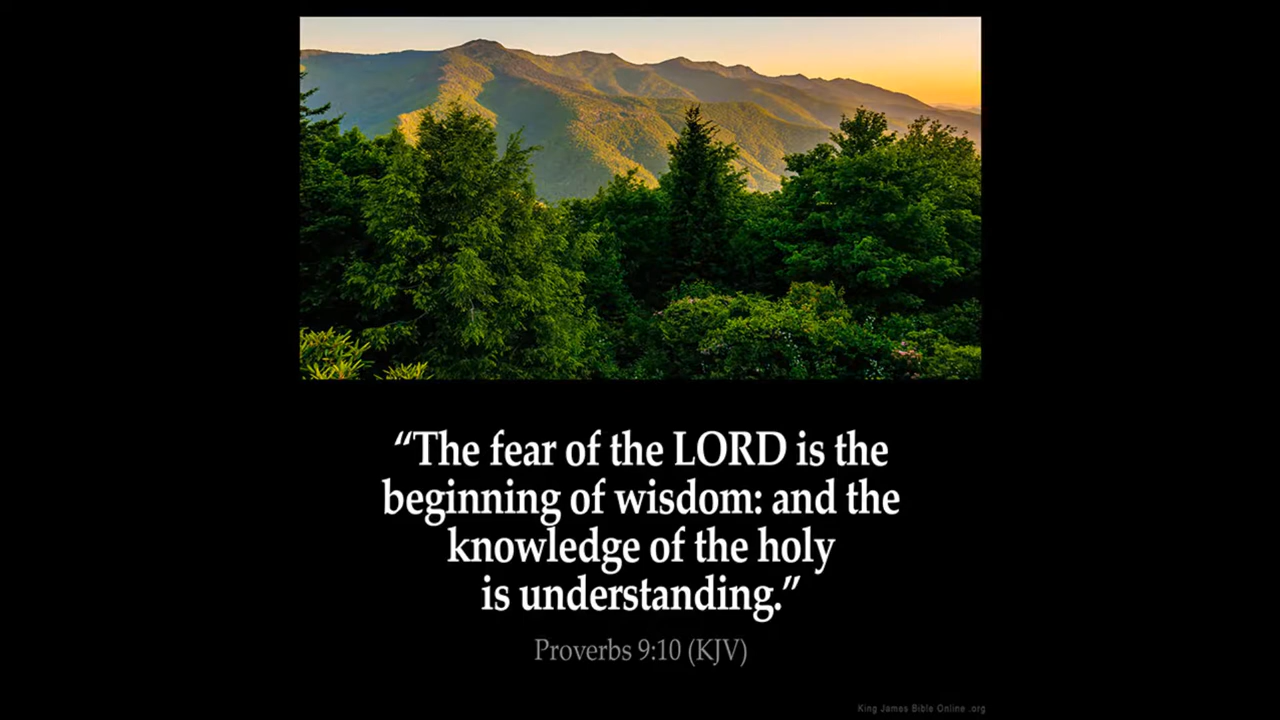 “The fear of the LORD is the
beginning of wisdom: and the
knowledge of the holy
is understanding.”
Proverbs 9:10 (KJV)
King James Bible Online .org